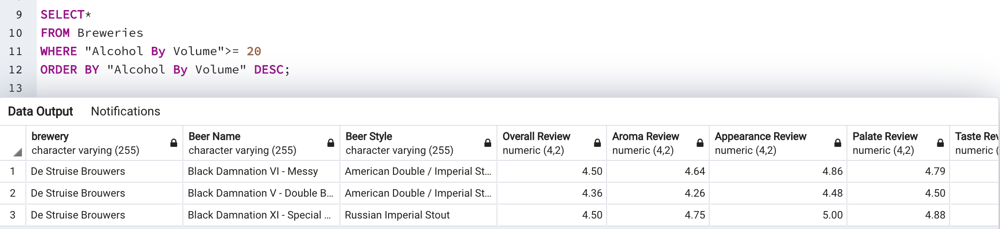 9 SELECT*
10 FROM Breweries
11 WHERE "Alcohol By Volume">= 20
12 ORDER BY "Alcohol By Volume" DESC;
13
Data Output Notifications
brewery Beer Name Beer Style Overall Review Aroma Review Appearance Review Palate Review Taste
character varying (255) character varying (255) character varying (255) numeric (4,2) numeric (4,2) numeric (4,2) numeric (4,2) numeric (
1 De Struise Brouwers Black Damnation VI - Messy American Double / Imperial St... 4.50 4.64 4.86 4.79
2 De Struise Brouwers Black Damnation V - Double B... American Double / Imperial St... 4.36 4.26 4.48 4.50
3 De Struise Brouwers Black Damnation XI - Special ... Russian Imperial Stout 4.50 4.75 5.00 4.88